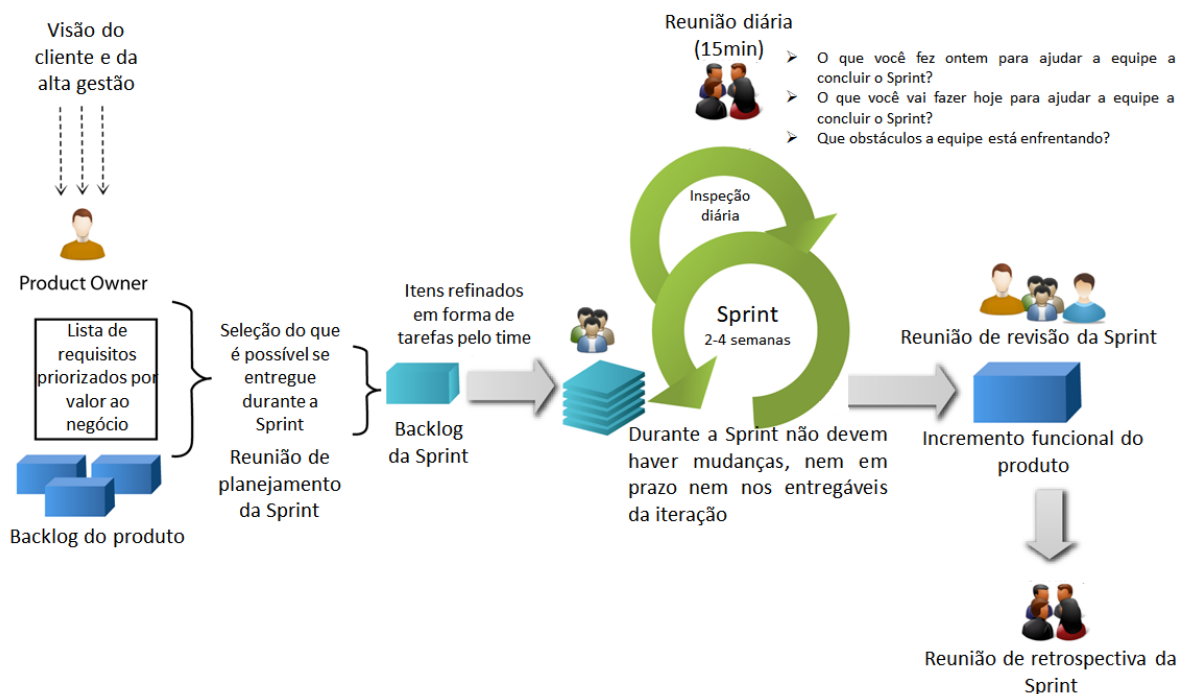 Visão do
cliente e da
alta gestão
Product Owner
Lista de
requisitos
priorizados por
valor ao
negócio
Backlog do produto
Seleção do que
é possível se
entregue
durante a
Sprint
Reunião de
planejamento
da Sprint
Backlog
da Sprint
Itens refinados
em forma de
tarefas pelo time
Reunião diária
(15min)
➢ O que você fez ontem para ajudar a equipe a
concluir o Sprint?
➢ O que você vai fazer hoje para ajudar a equipe a
concluir o Sprint?
➢ Que obstáculos a equipe está enfrentando?
Inspeção
diária
Sprint
2-4 semanas
Durante a Sprint não devem
haver mudanças, nem em
prazo nem nos entregáveis
da iteração
Reunião de revisão da Sprint
Incremento funcional do
produto
Reunião de retrospectiva da
Sprint